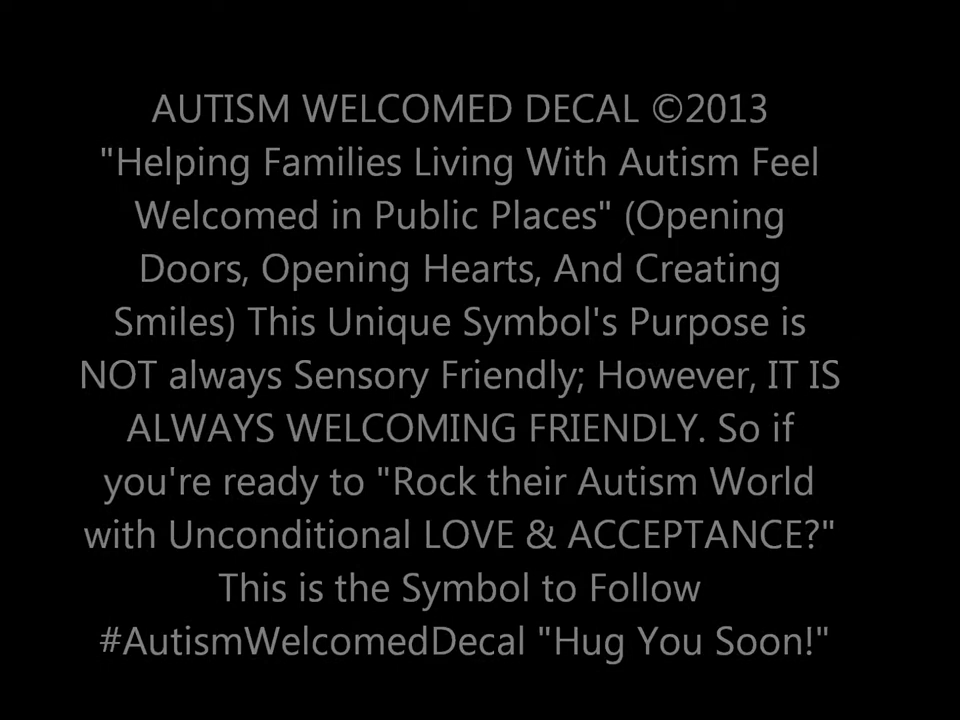 AUTISM WELCOMED DECAL ©2013
"Helping Families Living With Autism Feel
Welcomed in Public Places" (Opening
Doors, Opening Hearts, And Creating
Smiles) This Unique Symbol's Purpose is
NOT always Sensory Friendly; However, IT IS
ALWAYS WELCOMING FRIENDLY. So if
you're ready to "Rock their Autism World
with Unconditional LOVE & ACCEPTANCE?"
This is the Symbol to Follow
#AutismWelcomedDecal "Hug You Soon!"